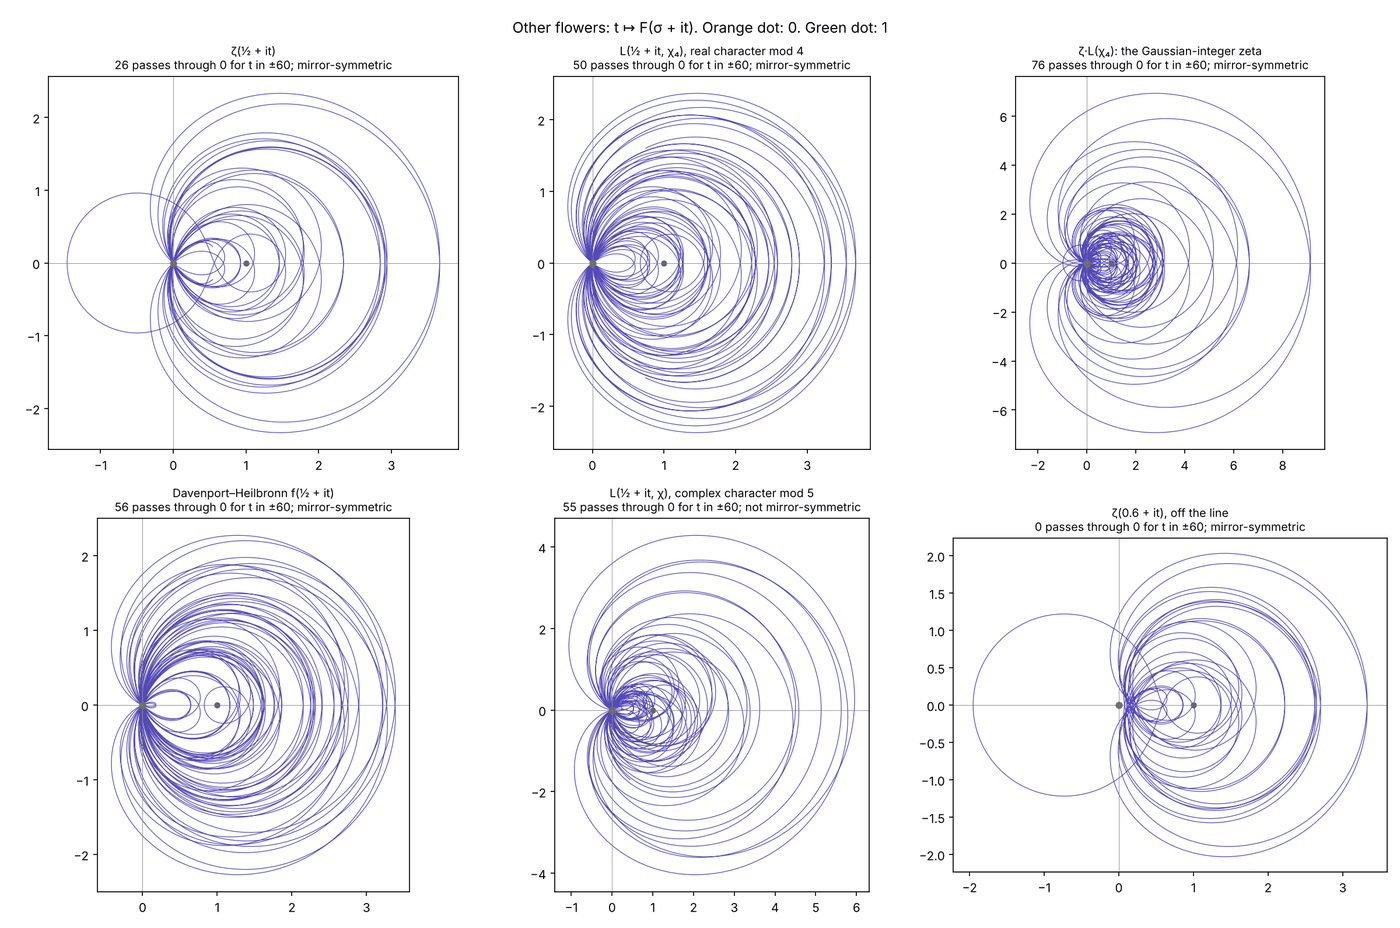 Other flowers: t ↦ F(σ + it). Orange dot: 0. Green dot: 1
ζ(½ + it)
26 passes through 0 for t in ±60; mirror-symmetric
2
1
0
−1
−2
−1 0 1 2 3
L(½ + it, χ₄), real character mod 4
50 passes through 0 for t in ±60; mirror-symmetric
2
1
0
−1
−2
0 1 2 3
ζ·L(χ₄): the Gaussian-integer zeta
76 passes through 0 for t in ±60; mirror-symmetric
6
4
2
0
−2
−4
−6
−2 0 2 4 6 8
Davenport–Heilbronn f(½ + it)
56 passes through 0 for t in ±60; mirror-symmetric
2
1
0
−1
−2
0 1 2 3
L(½ + it, χ), complex character mod 5
55 passes through 0 for t in ±60; not mirror-symmetric
4
2
0
−2
−4
−1 0 1 2 3 4 5 6
ζ(0.6 + it), off the line
0 passes through 0 for t in ±60; mirror-symmetric
2.0
1.5
1.0
0.5
0.0
−0.5
−1.0
−1.5
−2.0
−2 −1 0 1 2 3